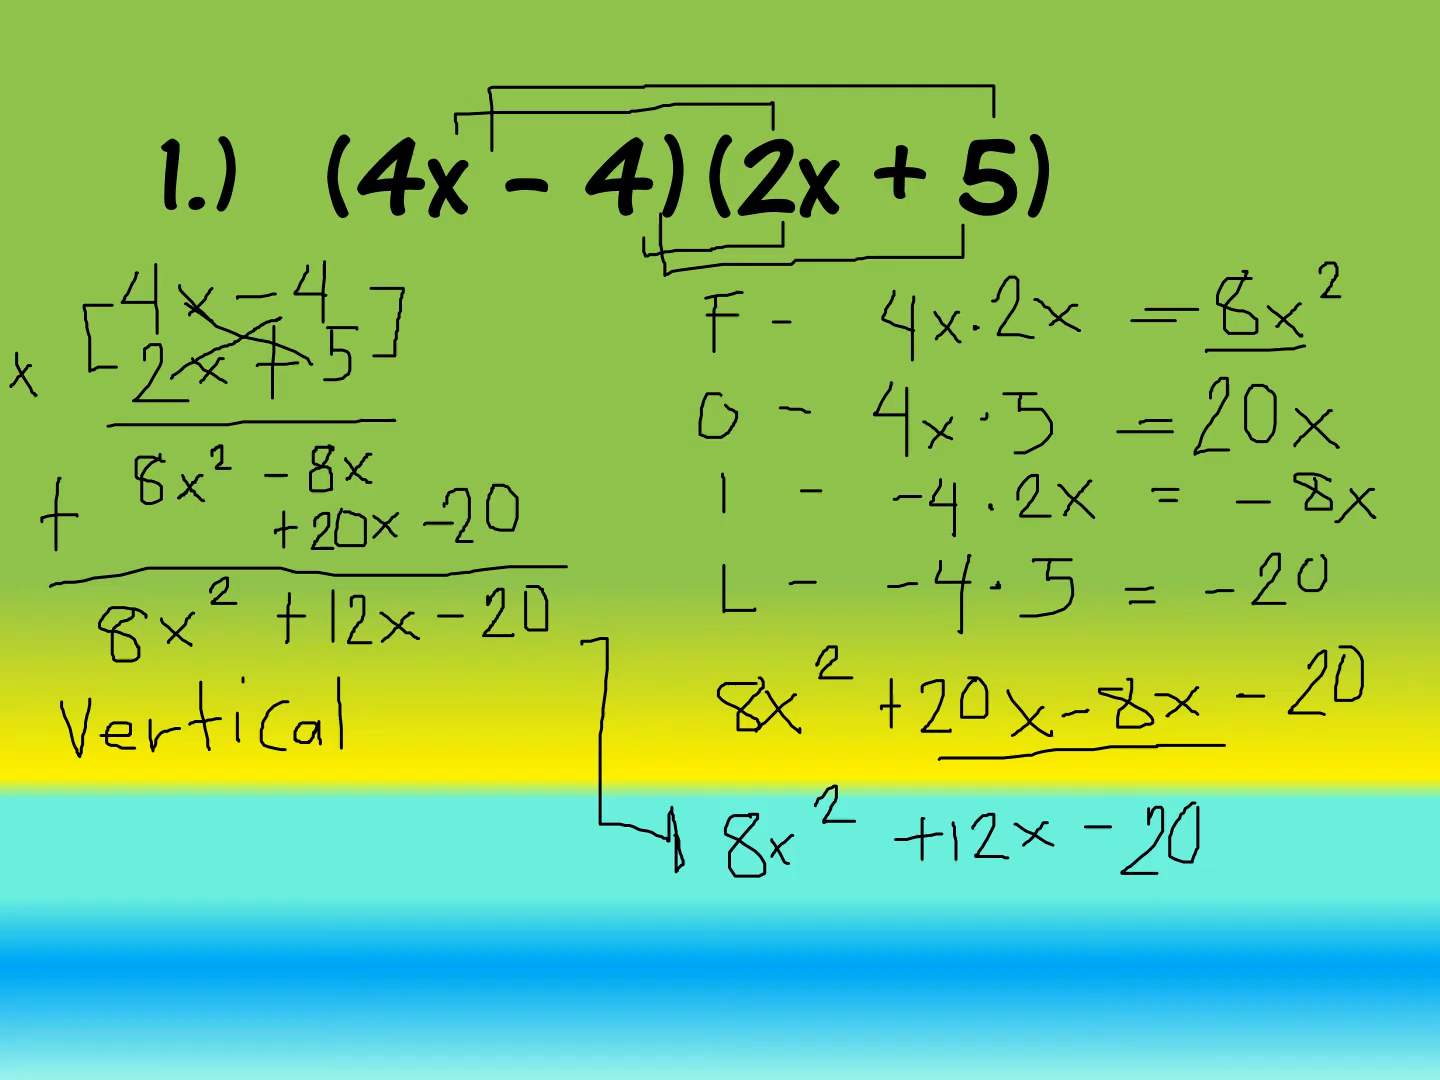 1.) (4x - 4)(2x + 5)
4x - 4
x 2x + 5
8x² - 8x
+ +20x - 20
8x² + 12x - 20
Vertical
F - 4x · 2x = 8x²
O - 4x · 5 = 20x
I - -4 · 2x = - 8x
L - -4 · 5 = - 20
8x² + 20x - 8x - 20
8x² + 12x - 20